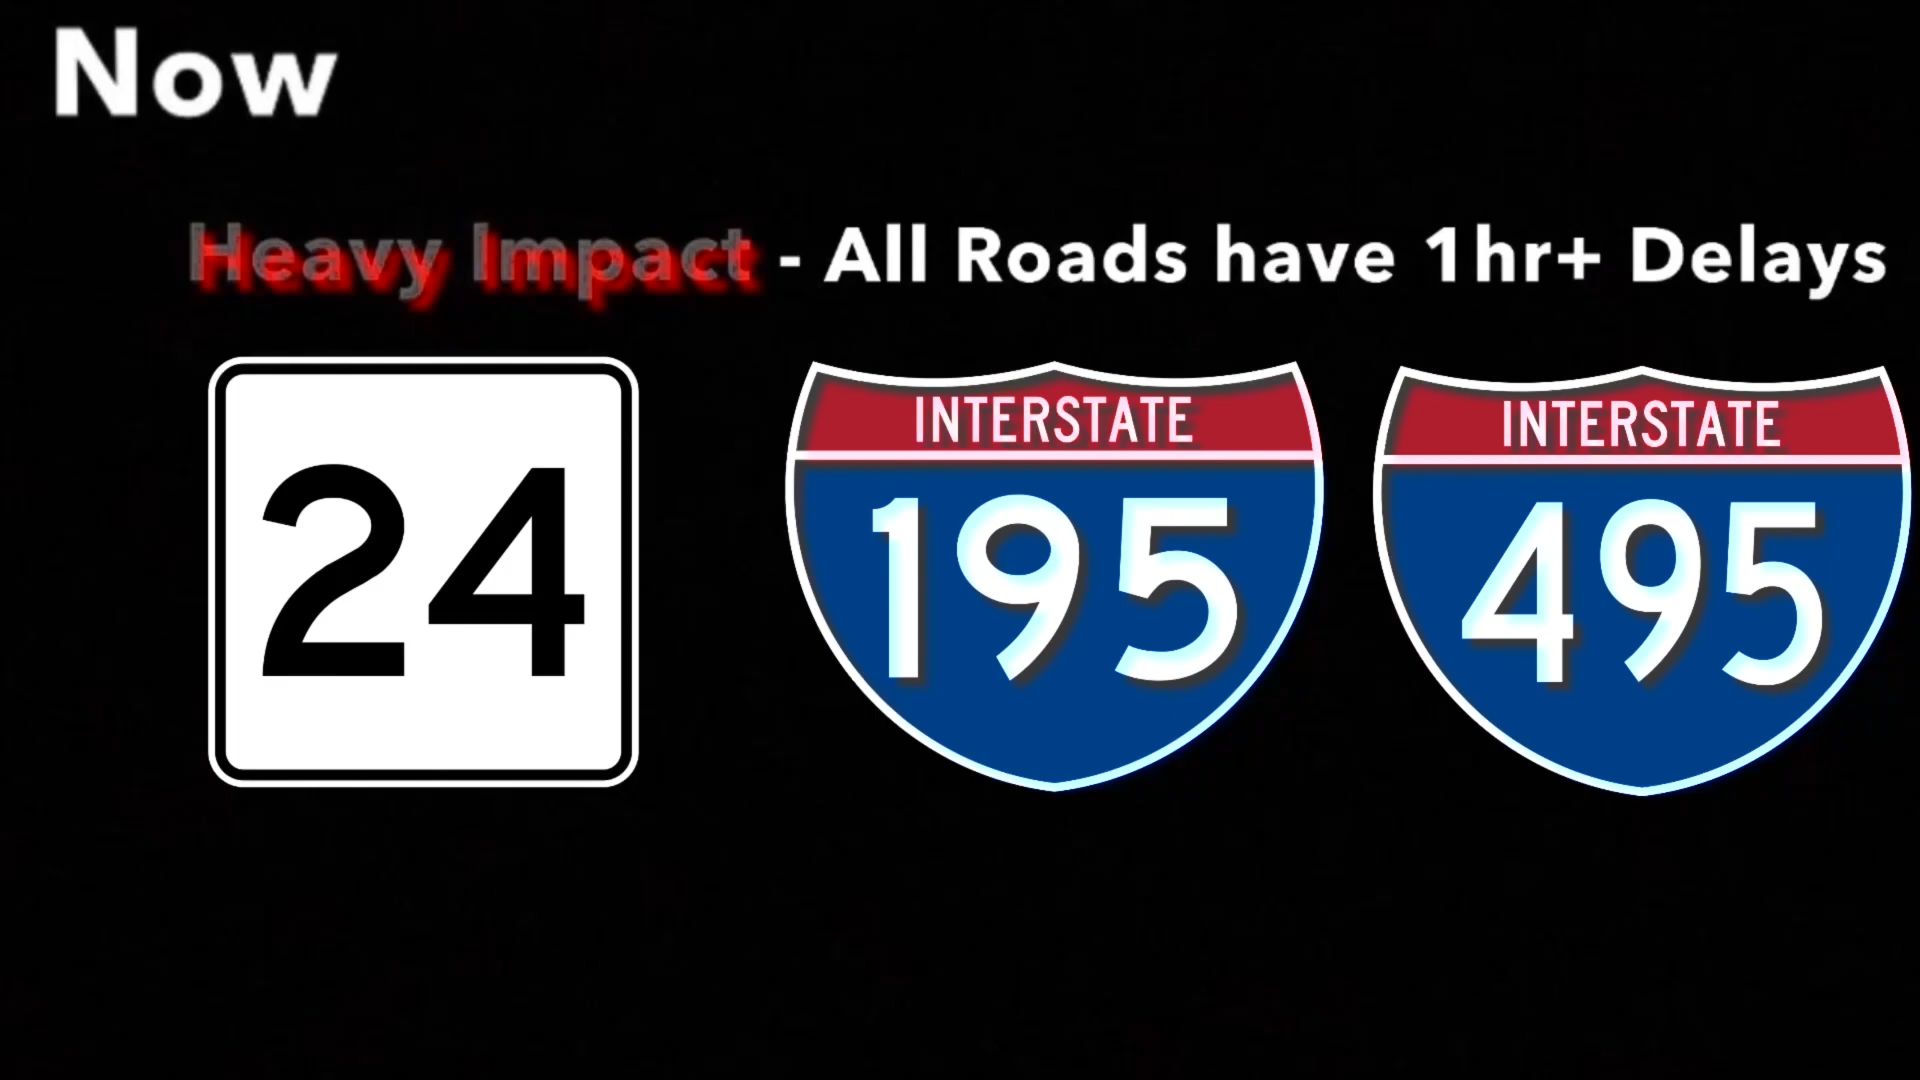 Now
Heavy Impact - All Roads have 1hr+ Delays
24
INTERSTATE
195
INTERSTATE
495